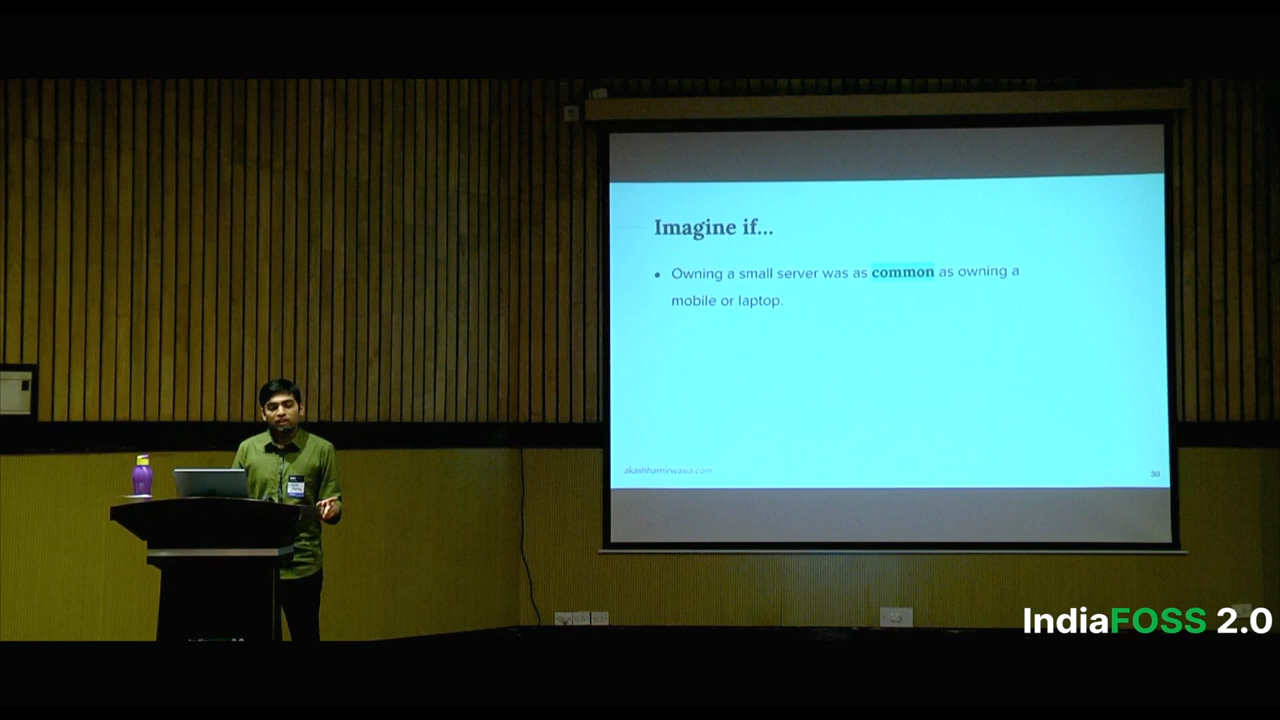 Imagine if...
Owning a small server was as common as owning a
mobile or laptop.
akashhamirwasia.com
30
IndiaFOSS 2.0